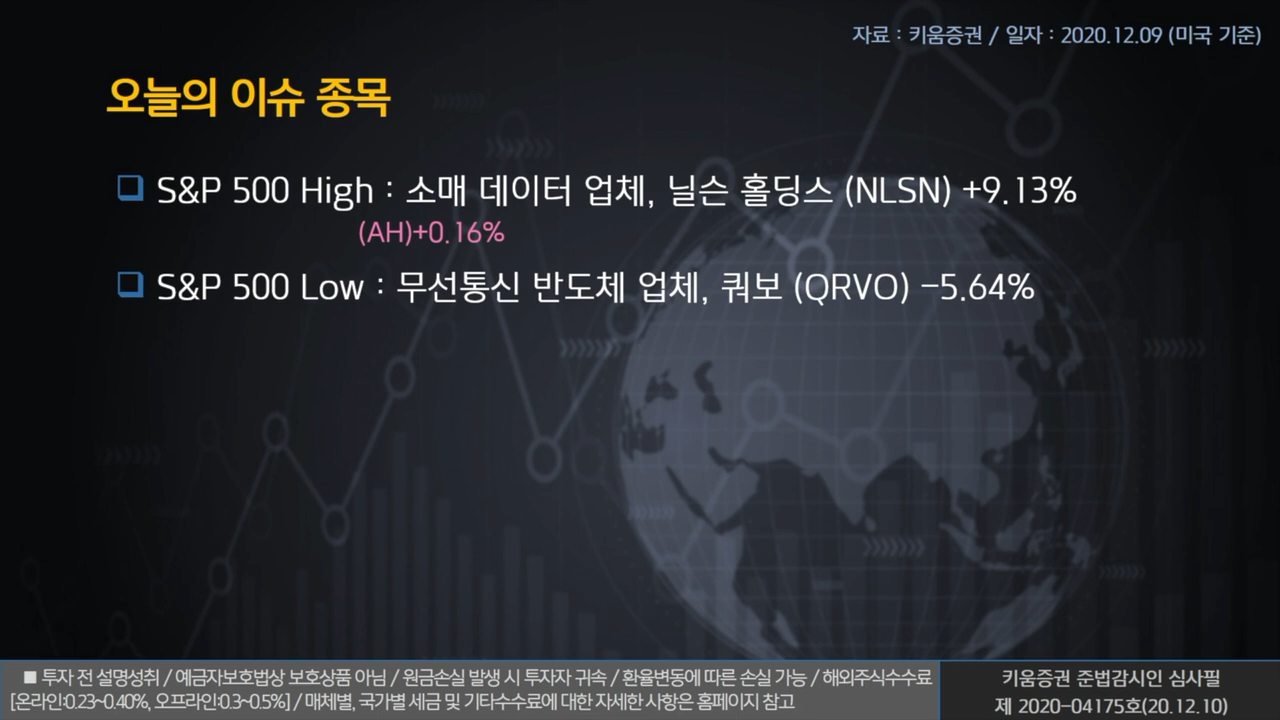 자료 : 키움증권 / 일자 : 2020.12.09 (미국 기준)
오늘의 이슈 종목
❑ S&P 500 High : 소매 데이터 업체, 닐슨 홀딩스 (NLSN) +9.13%
(AH)+0.16%
❑ S&P 500 Low : 무선통신 반도체 업체, 쿼보 (QRVO) −5.64%
■ 투자 전 설명성취 / 예금자보호법상 보호상품 아님 / 원금손실 발생 시 투자자 귀속 / 환율변동에 따른 손실 가능 / 해외주식수수료
[온라인:0.23~0.40%, 오프라인:0.3~0.5%] / 매체별, 국가별 세금 및 기타수수료에 대한 자세한 사항은 홈페이지 참고
키움증권 준법감시인 심사필
제 2020-04175호(20.12.10)